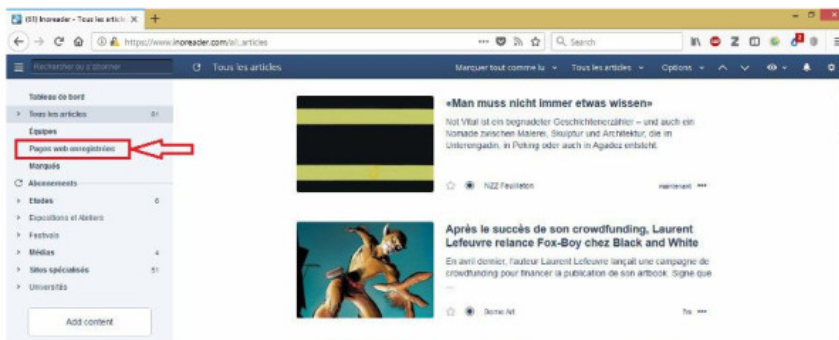 (61) Inoreader - Tous les articles
https://www.inoreader.com/all_articles
Search
Rechercher ou s'abonner
Tous les articles
Marquer tout comme lu
Tous les articles
Options
Tableau de bord
Tous les articles 61
Équipes
Pages web enregistrées
Marqués
Abonnements
Etudes 6
Expositions et Ateliers
Festivals
Médias 4
Sites spécialisés 51
Universités
Add content
«Man muss nicht immer etwas wissen»
Not Vital ist ein begnadeter Geschichtenerzähler – und auch ein
Nomade zwischen Malerei, Skulptur und Architektur, die im
Unterengadin, in Peking oder auch in Agadez entsteht.
NZZ Feuilleton
maintenant
Après le succès de son crowdfunding, Laurent
Lefeuvre relance Fox-Boy chez Black and White
En avril dernier, l'auteur Laurent Lefeuvre lançait une campagne de
crowdfunding pour financer la publication de son artbook. Signe que
...